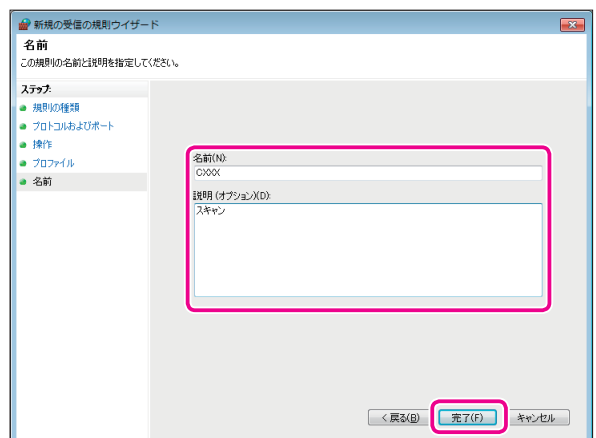 新規の受信の規則ウィザード
名前
この規則の名前と説明を指定してください。
ステップ:
規則の種類
プロトコルおよびポート
操作
プロファイル
名前
名前(N):
CXXX
説明 (オプション)(D):
スキャン
< 戻る(B)
完了(F)
キャンセル